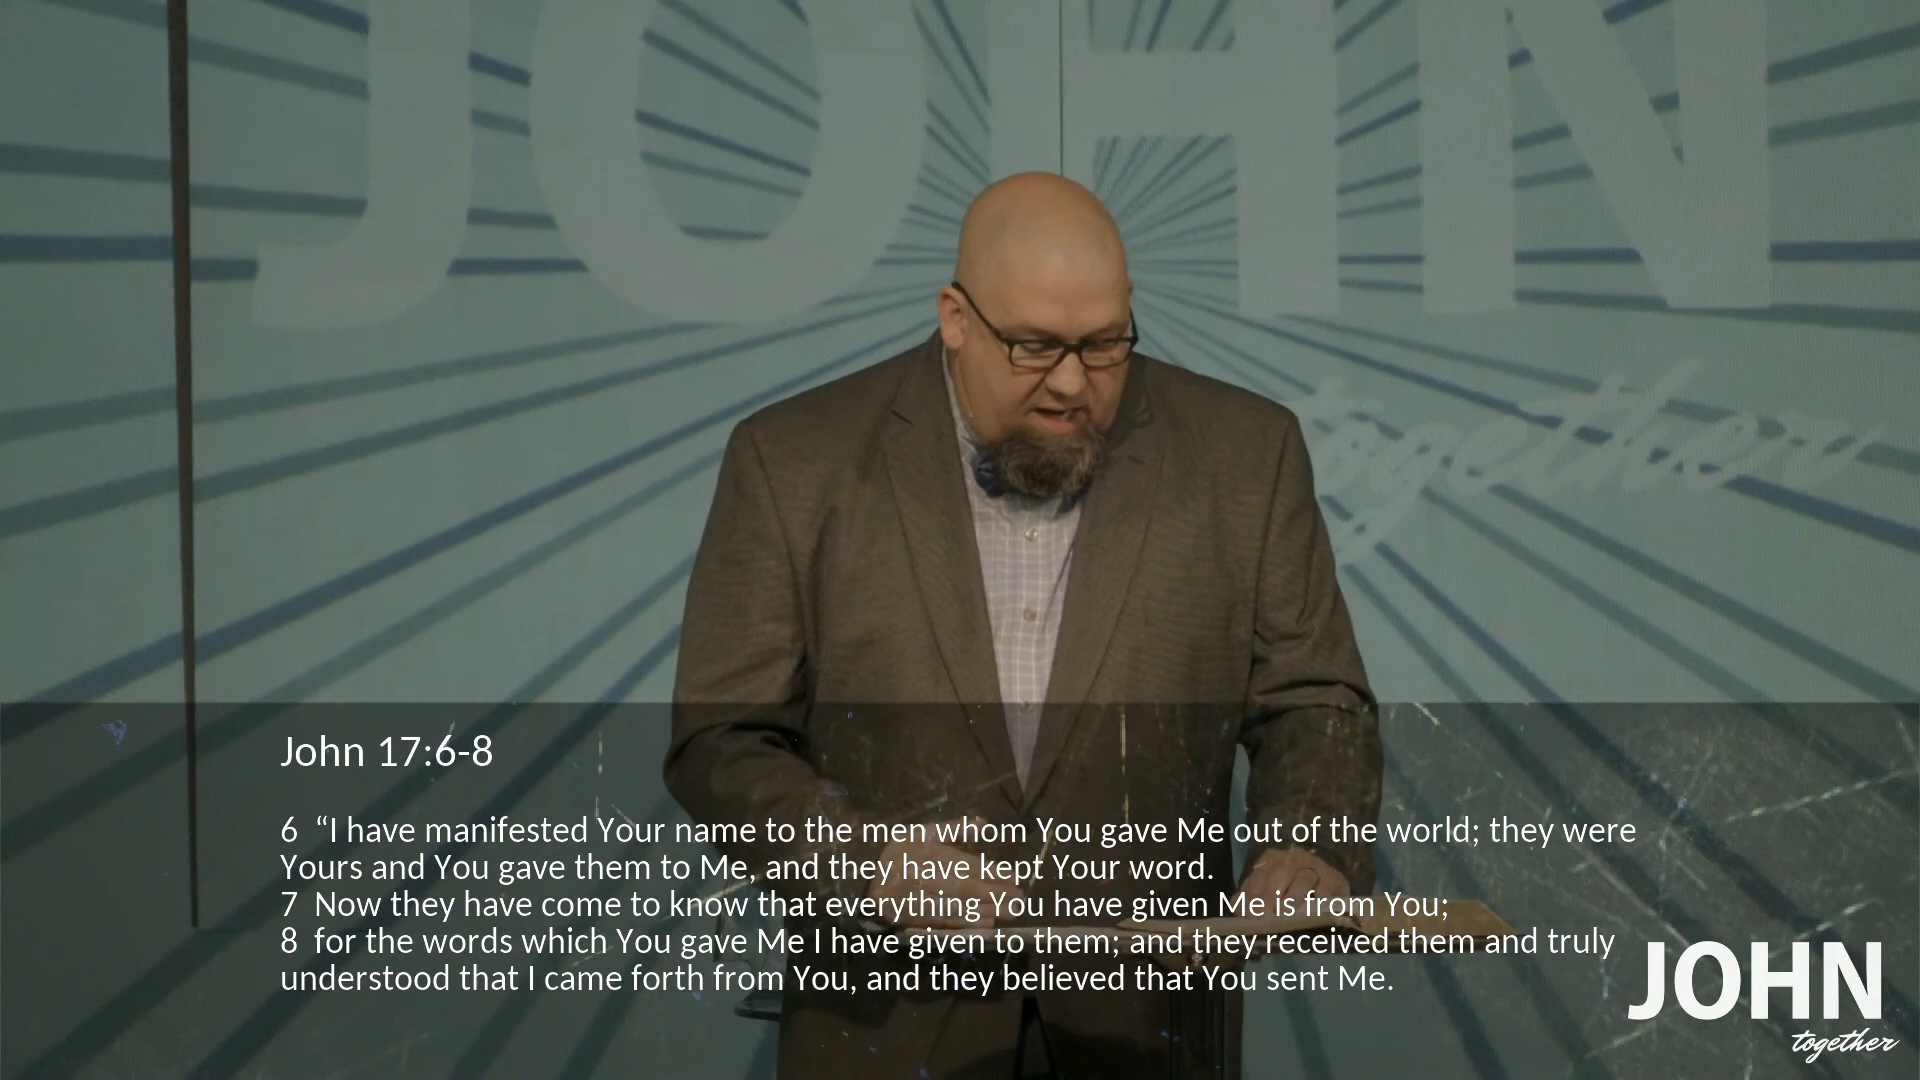 JOHN
together
John 17:6-8
6 “I have manifested Your name to the men whom You gave Me out of the world; they were
Yours and You gave them to Me, and they have kept Your word.
7 Now they have come to know that everything You have given Me is from You;
8 for the words which You gave Me I have given to them; and they received them and truly
understood that I came forth from You, and they believed that You sent Me.
JOHN
together